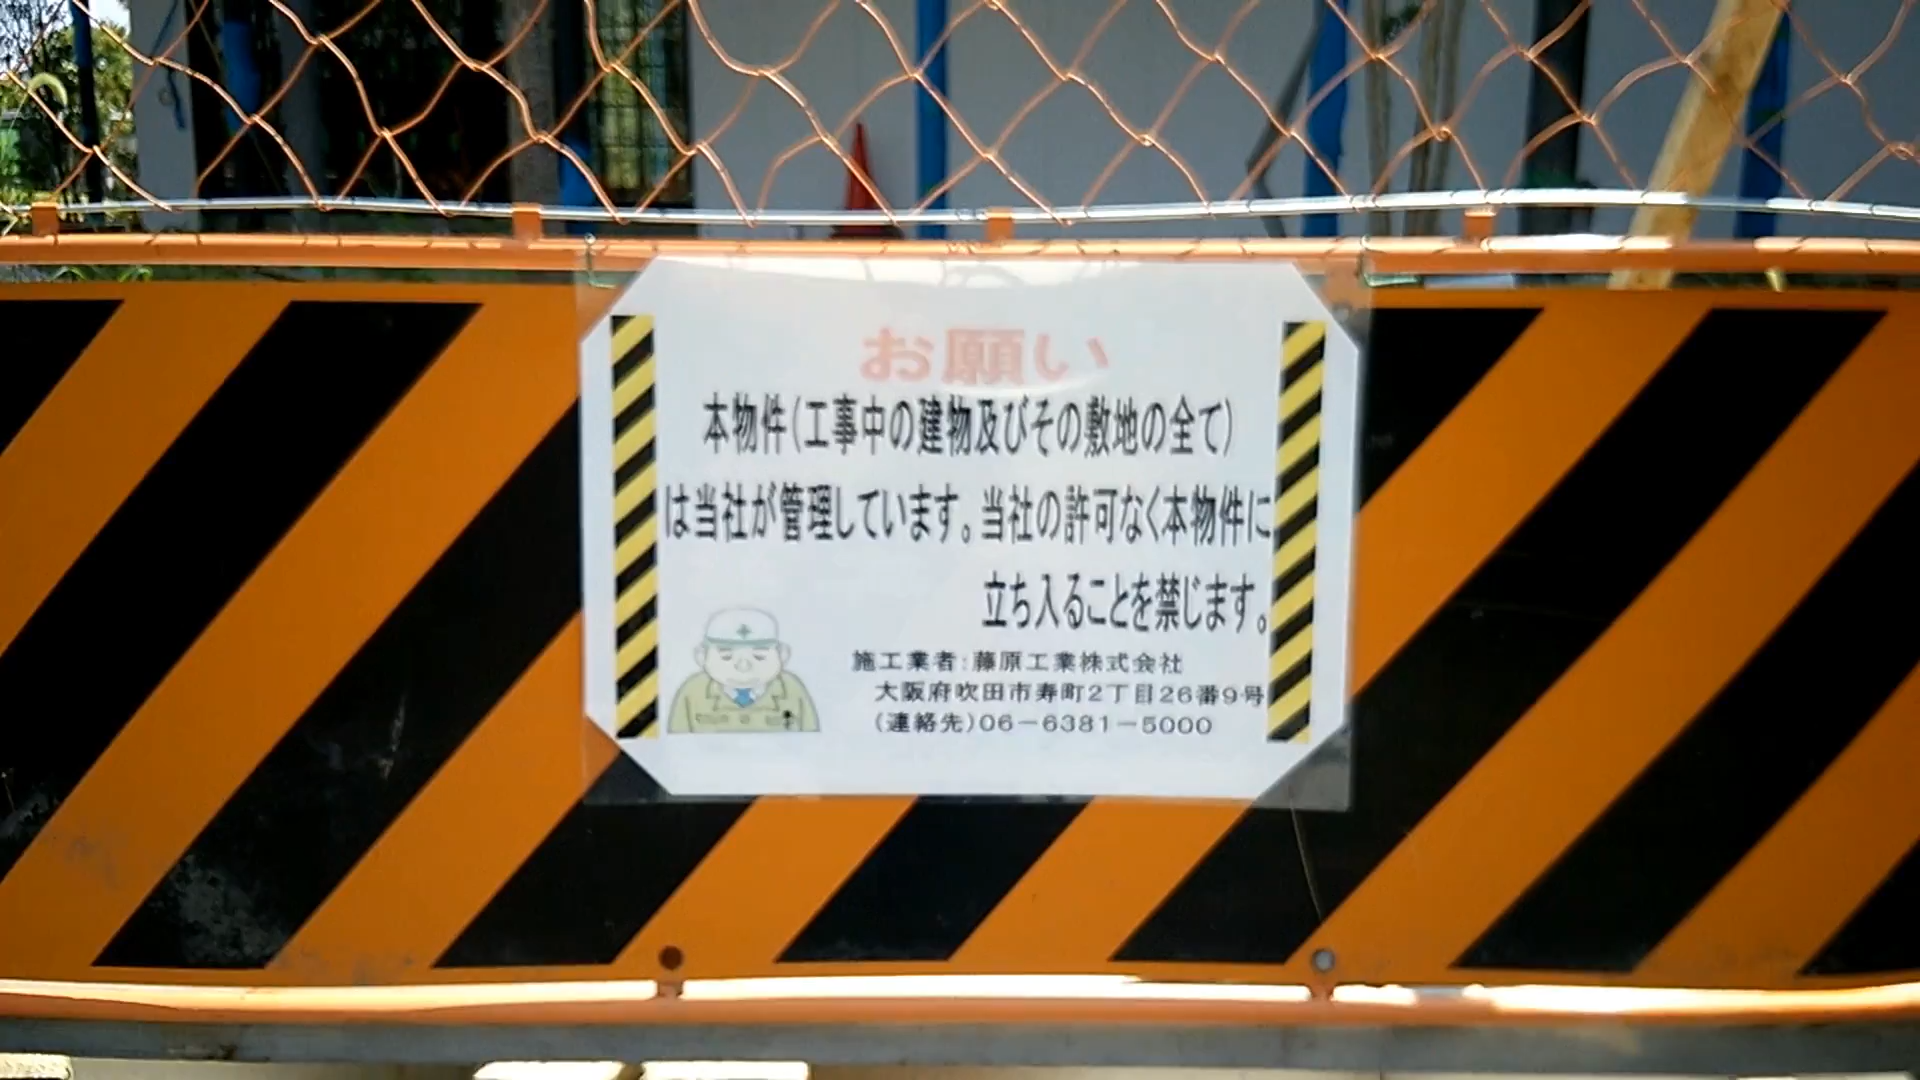 お願い
本物件(工事中の建物及びその敷地の全て)
は当社が管理しています。当社の許可なく本物件に
立ち入ることを禁じます。
施工業者:藤原工業株式会社
大阪府吹田市寿町2丁目26番9号
(連絡先)06-6381-5000